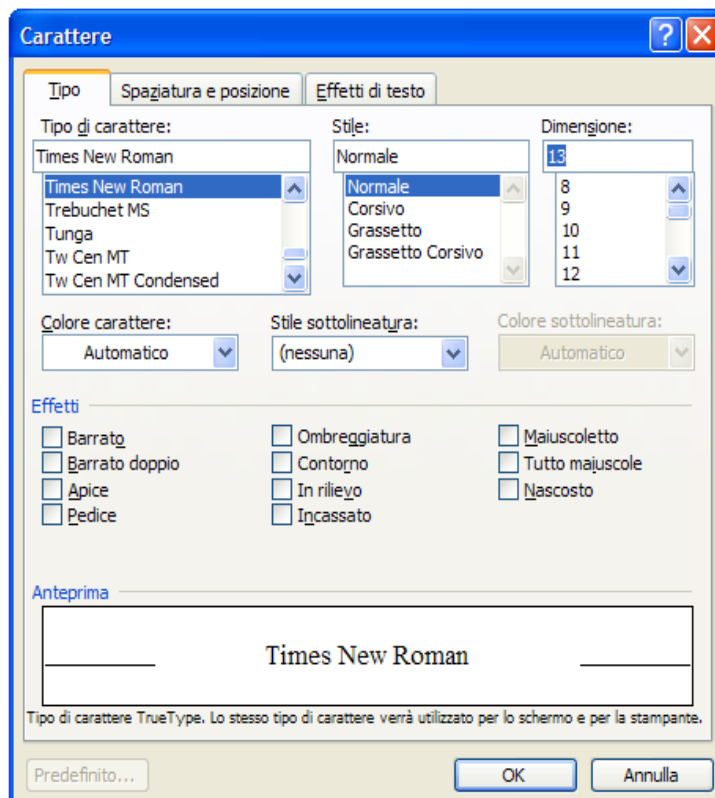 Carattere
Tipo Spaziatura e posizione Effetti di testo
Tipo di carattere: Stile: Dimensione:
Times New Roman Normale 13
Times New Roman Normale 8
Trebuchet MS Corsivo 9
Tunga Grassetto 10
Tw Cen MT Grassetto Corsivo 11
Tw Cen MT Condensed 12
Colore carattere: Stile sottolineatura: Colore sottolineatura:
Automatico (nessuna) Automatico
Effetti
Barrato Ombreggiatura Maiuscoletto
Barrato doppio Contorno Tutto maiuscole
Apice In rilievo Nascosto
Pedice Incassato
Anteprima
Times New Roman
Tipo di carattere TrueType. Lo stesso tipo di carattere verrà utilizzato per lo schermo e per la stampante.
Predefinito... OK Annulla